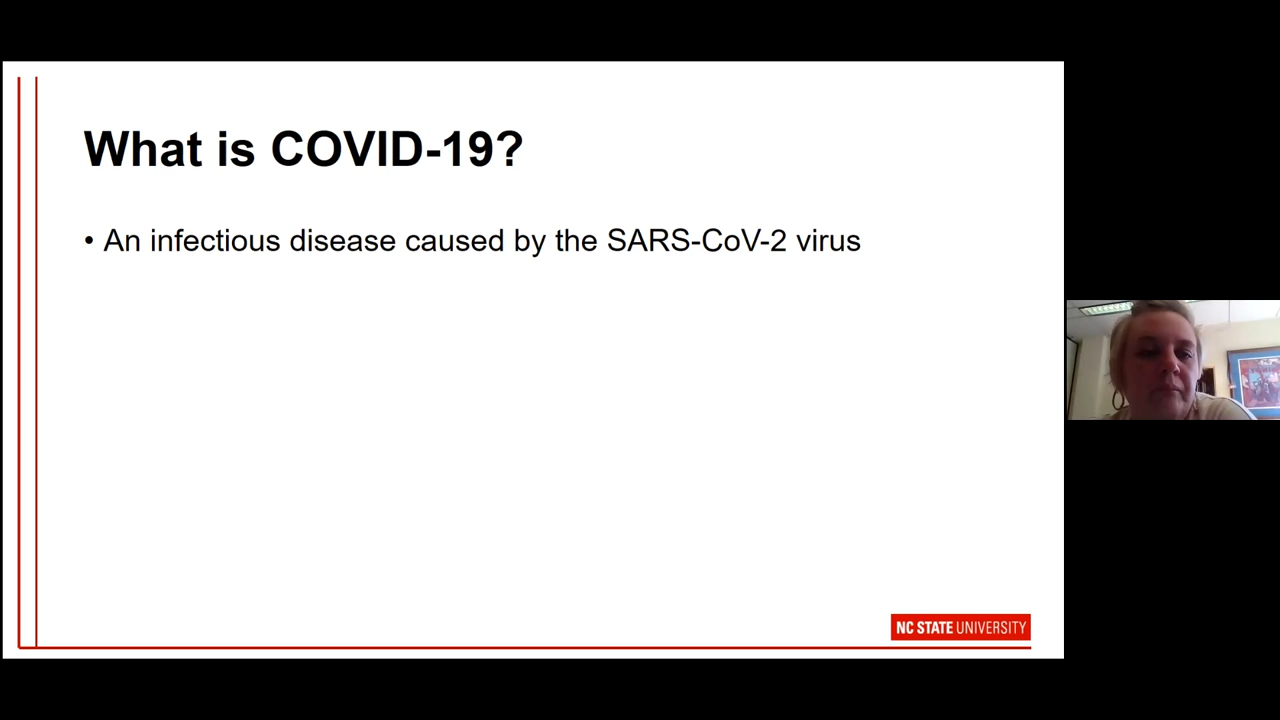 What is COVID-19?
• An infectious disease caused by the SARS-CoV-2 virus
NC STATE UNIVERSITY